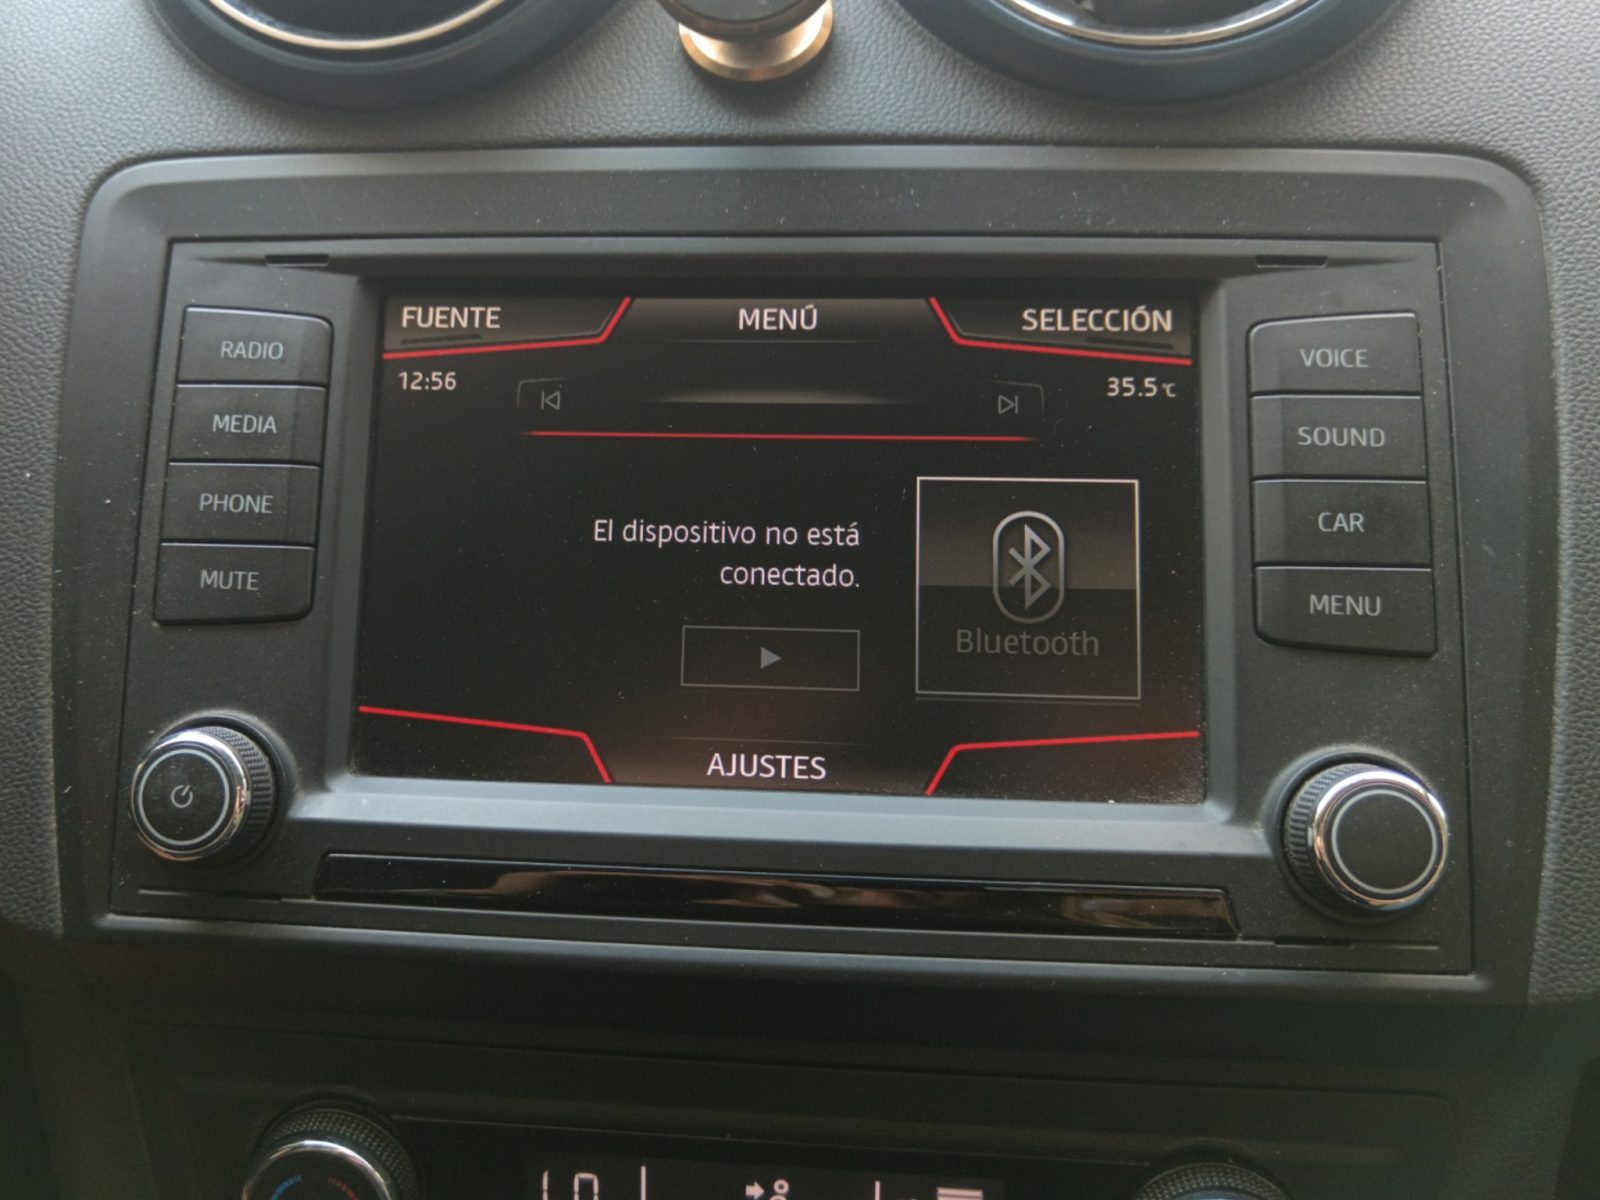 FUENTE MENÚ SELECCIÓN
12:56 35.5°C
RADIO
MEDIA
PHONE
MUTE
El dispositivo no está
conectado.
Bluetooth
AJUSTES
VOICE
SOUND
CAR
MENU